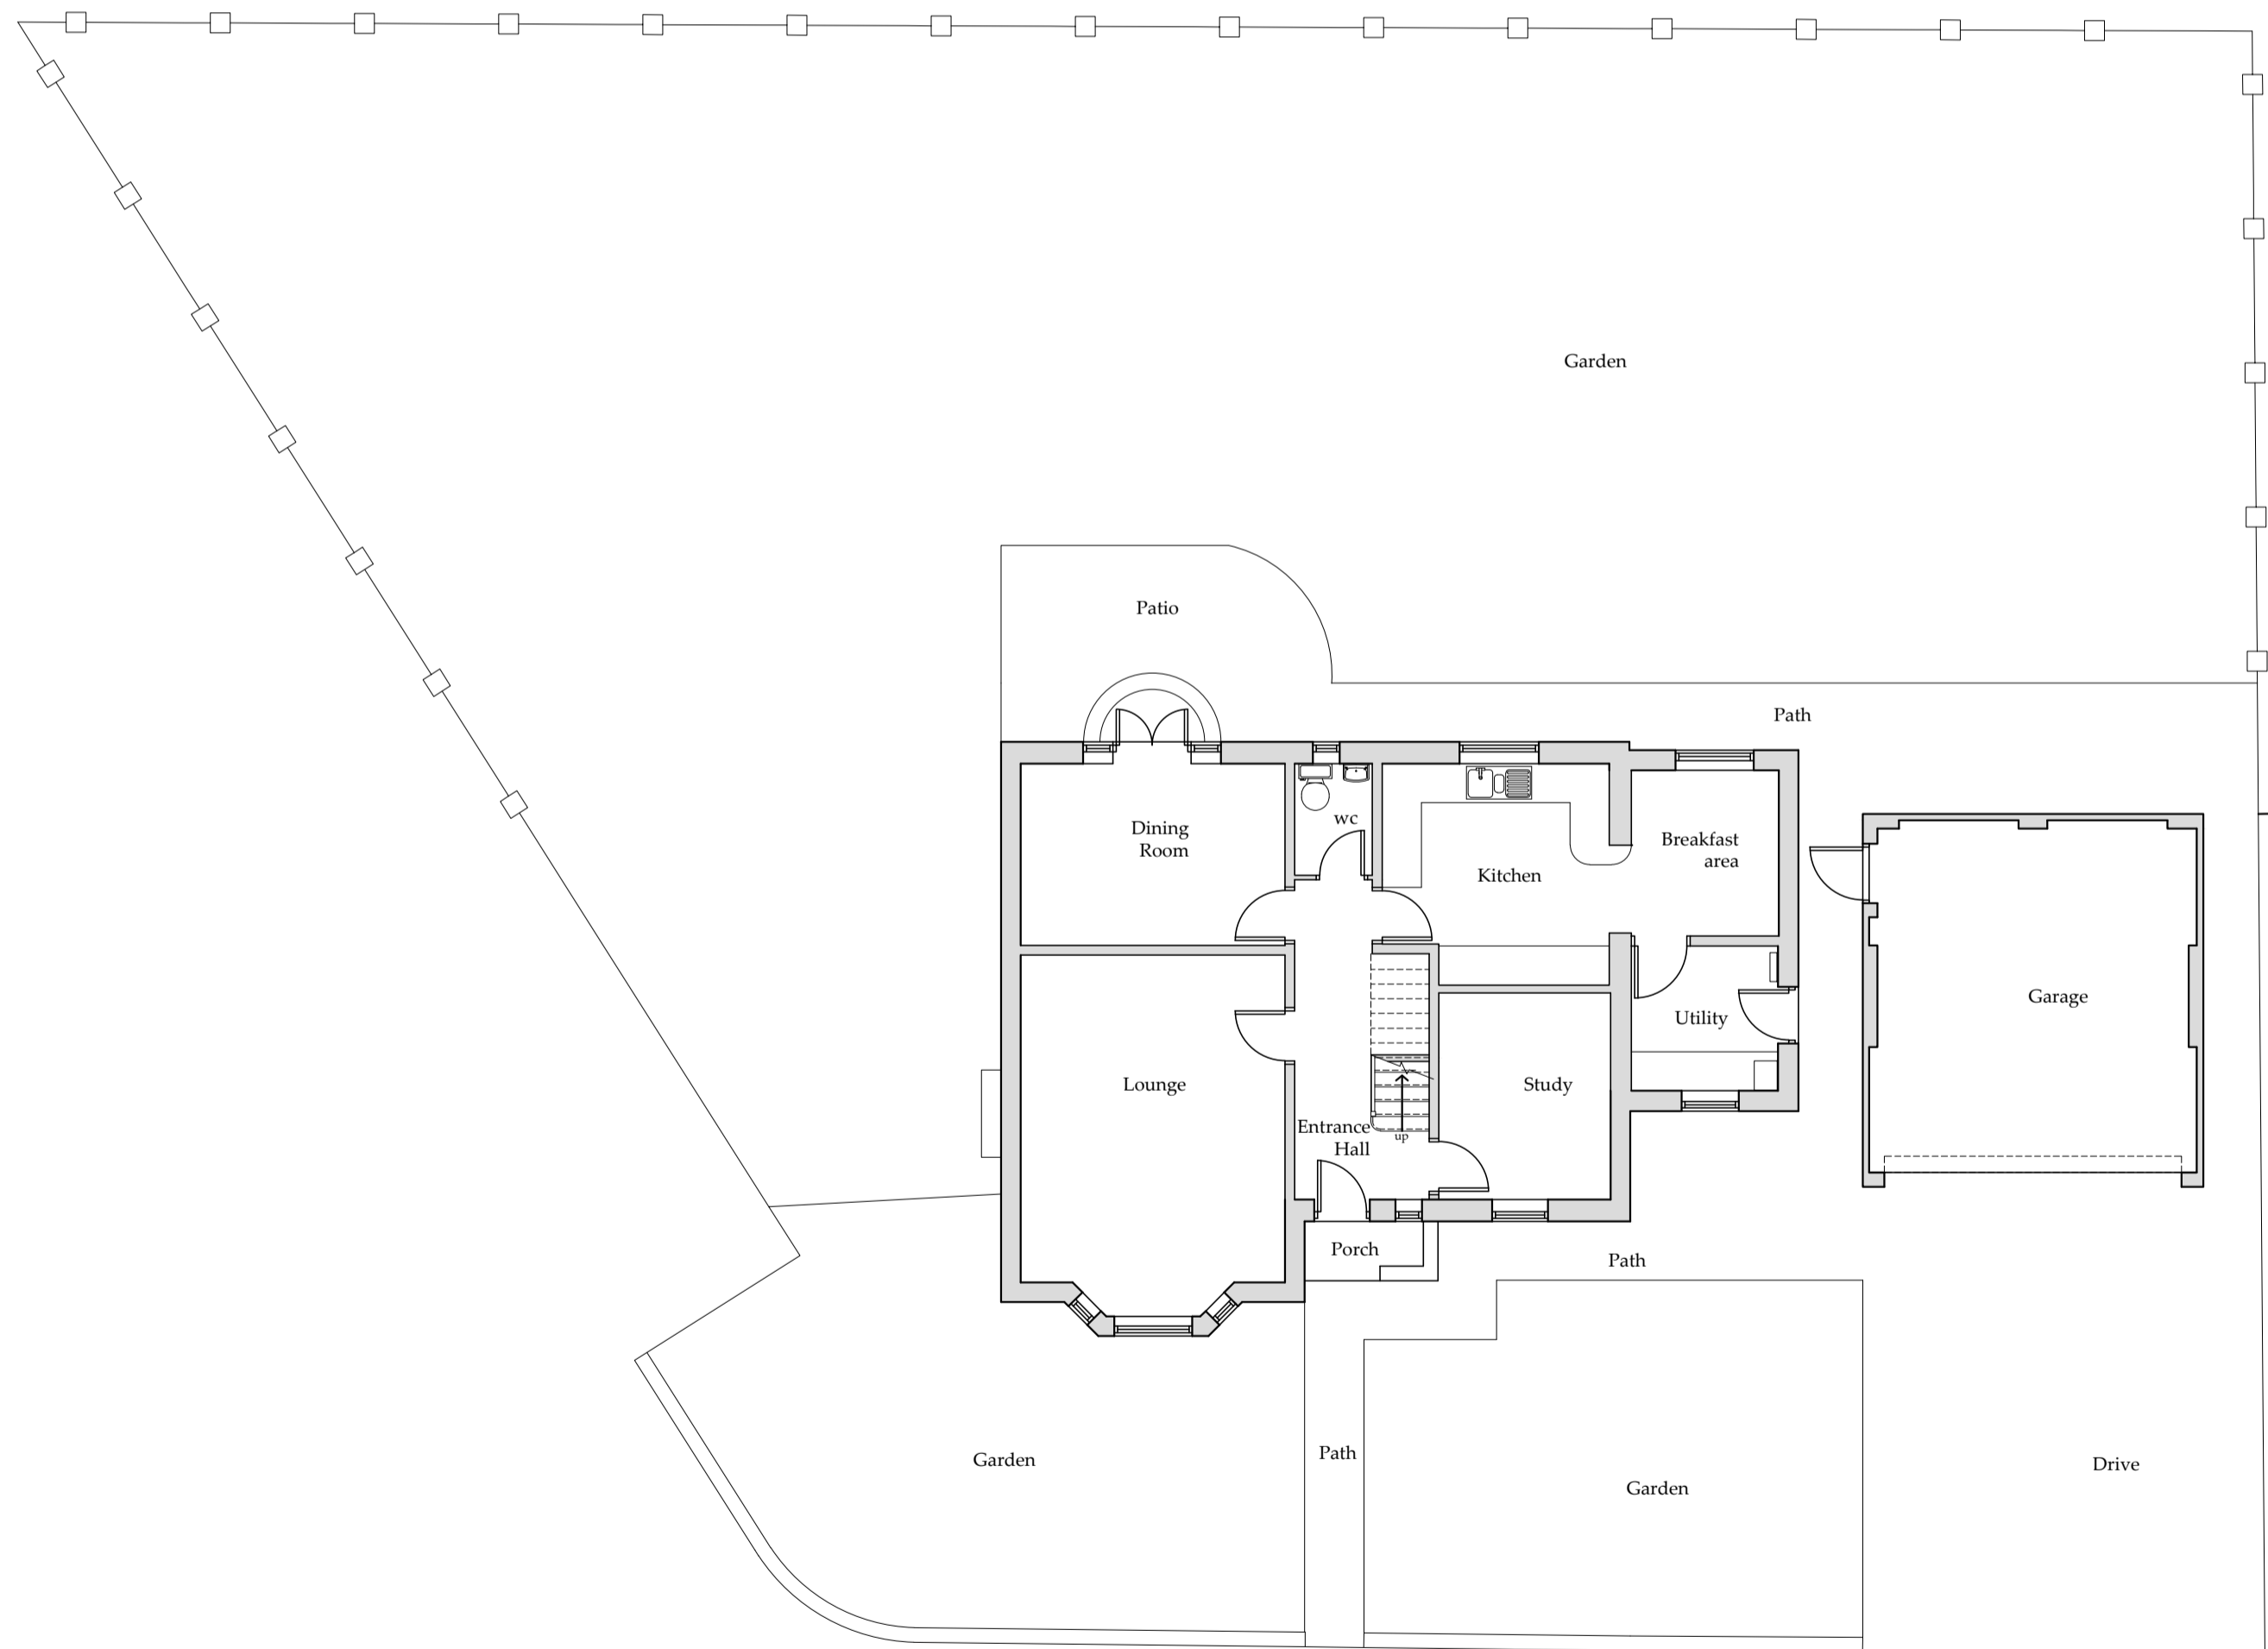 Garden
Patio
Path
wc
Dining
Room
Breakfast
area
Kitchen
Garage
Utility
Lounge
Study
Entrance
Hall
up
Porch
Path
Garden
Path
Garden
Drive